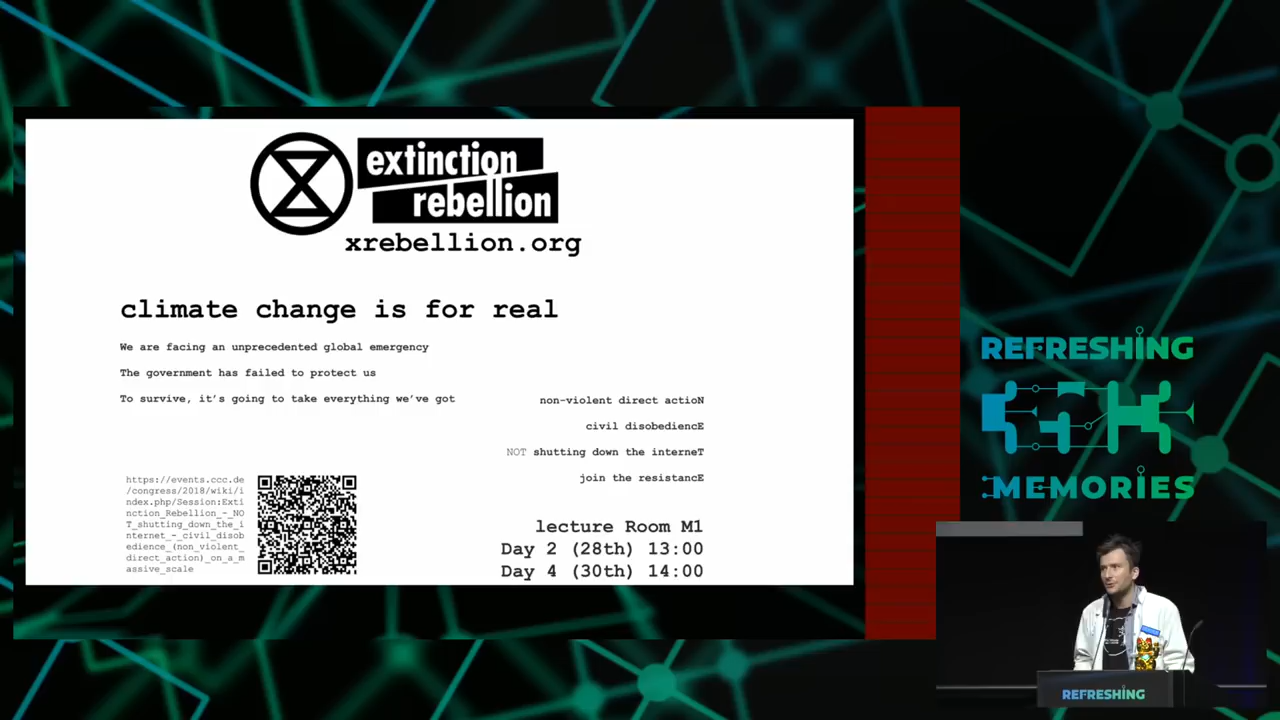 extinction
rebellion
xrebellion.org
climate change is for real
We are facing an unprecedented global emergency
The government has failed to protect us
To survive, it's going to take everything we've got
non-violent direct actioN
civil disobediencE
NOT shutting down the interneT
join the resistancE
https://events.ccc.de
/congress/2018/wiki/i
ndex.php/Session:Exti
nction_Rebellion_-_NO
T_shutting_down_the_i
nternet_-_civil_disob
edience_(non_violent_
direct_action)_on_a_m
assive_scale
lecture Room M1
Day 2 (28th) 13:00
Day 4 (30th) 14:00
REFRESHING
35C3
MEMORIES
REFRESHING